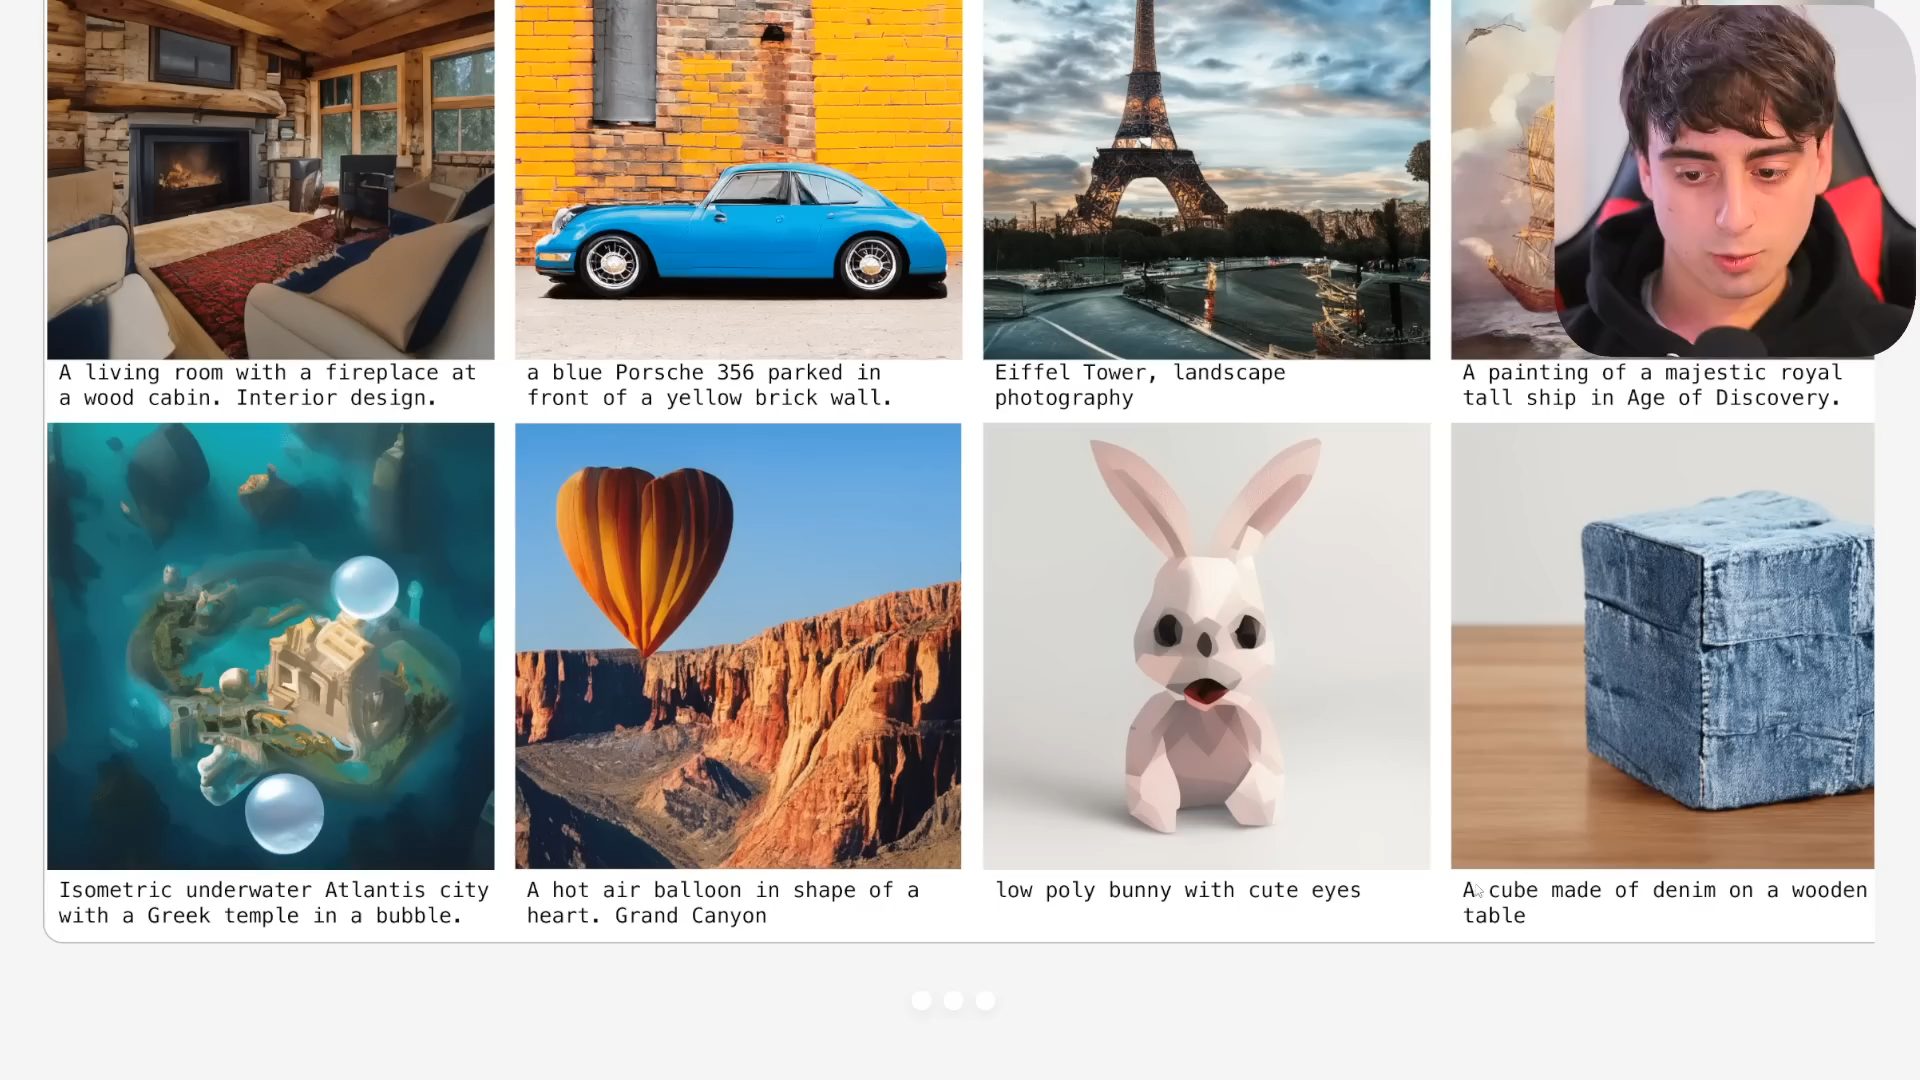 A living room with a fireplace at
a wood cabin. Interior design.
a blue Porsche 356 parked in
front of a yellow brick wall.
Eiffel Tower, landscape
photography
A painting of a majestic royal
tall ship in Age of Discovery.
Isometric underwater Atlantis city
with a Greek temple in a bubble.
A hot air balloon in shape of a
heart. Grand Canyon
low poly bunny with cute eyes
A cube made of denim on a wooden
table